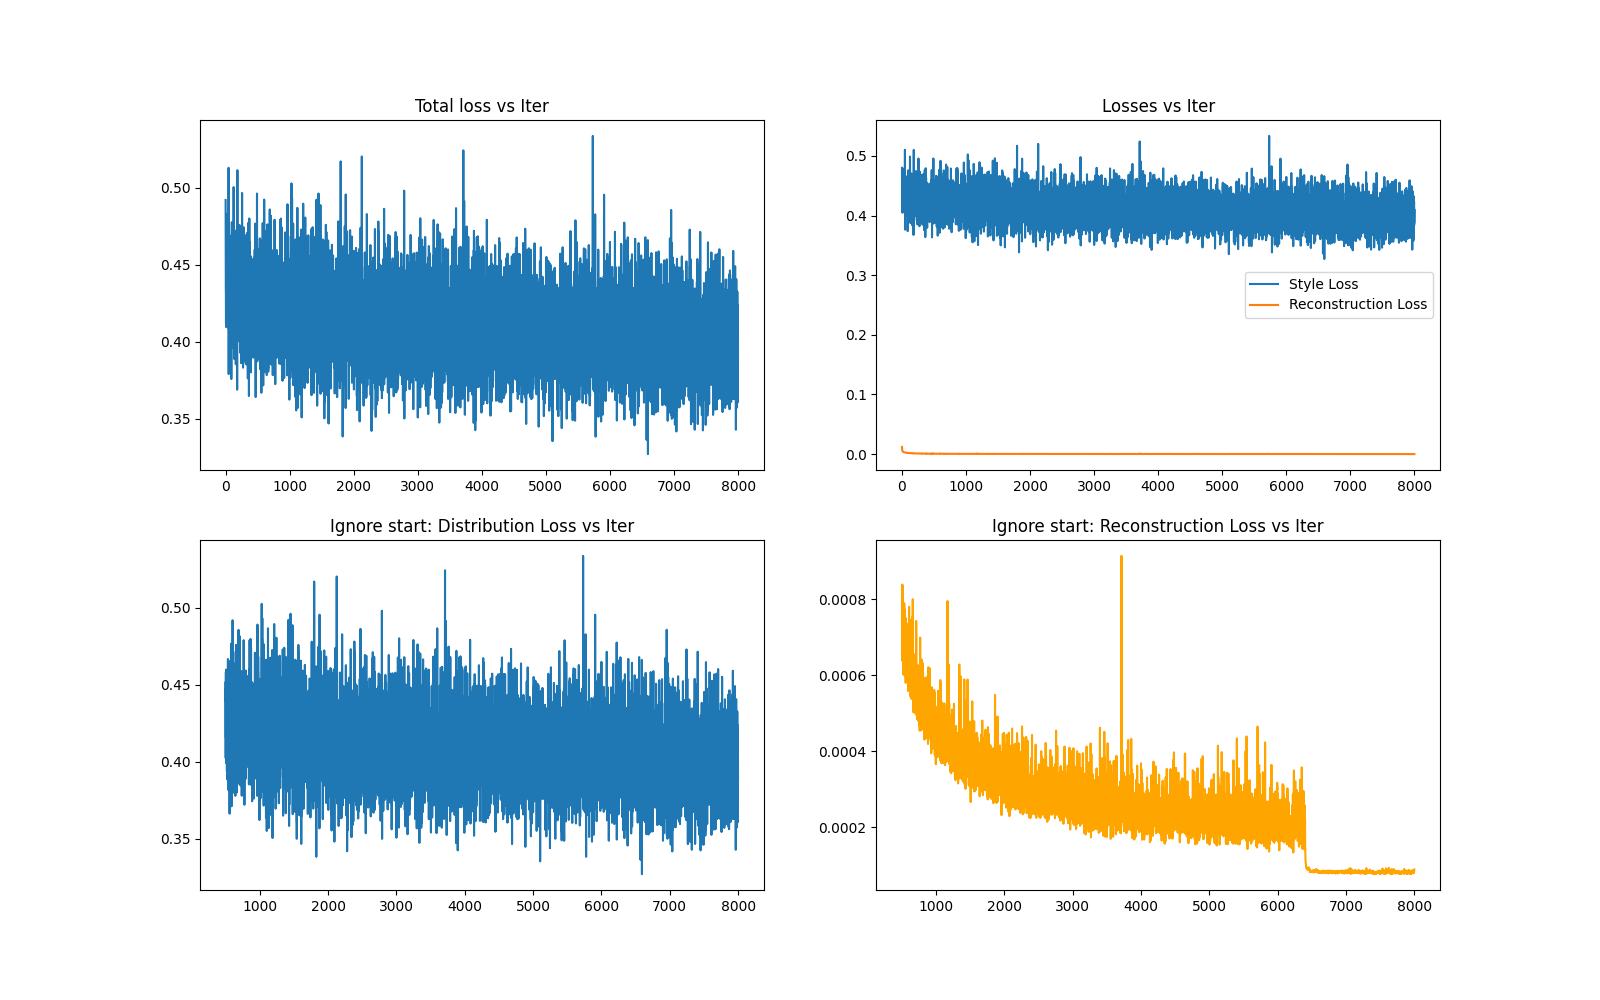 Total loss vs Iter
0.50
0.45
0.40
0.35
0 1000 2000 3000 4000 5000 6000 7000 8000
Losses vs Iter
0.5
0.4
0.3
0.2
0.1
0.0
Style Loss
Reconstruction Loss
0 1000 2000 3000 4000 5000 6000 7000 8000
Ignore start: Distribution Loss vs Iter
0.50
0.45
0.40
0.35
1000 2000 3000 4000 5000 6000 7000 8000
Ignore start: Reconstruction Loss vs Iter
0.0008
0.0006
0.0004
0.0002
1000 2000 3000 4000 5000 6000 7000 8000